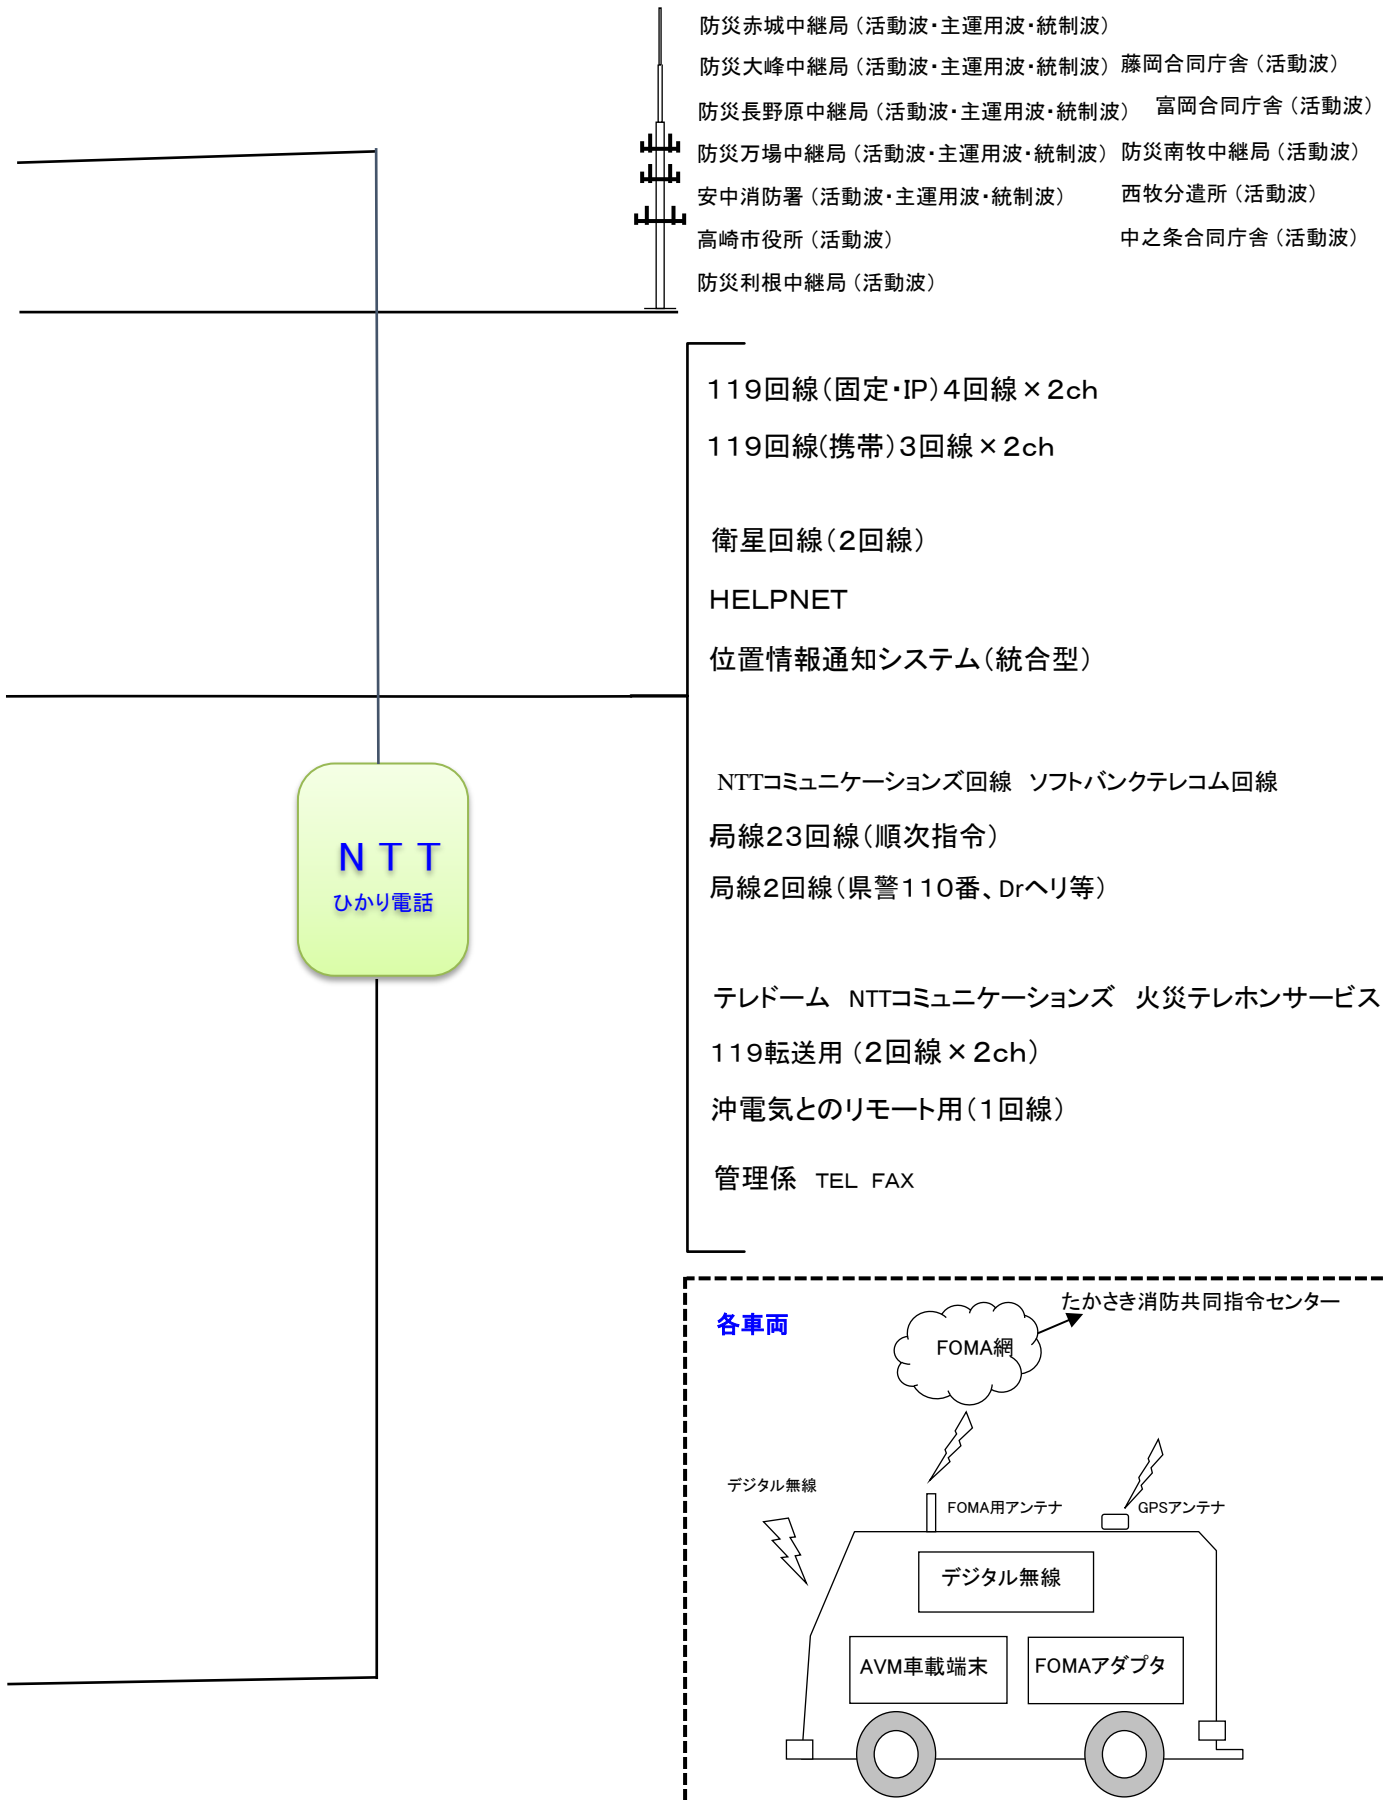 防災赤城中継局（活動波・主運用波・統制波）
防災大峰中継局（活動波・主運用波・統制波）
藤岡合同庁舎（活動波）
防災長野原中継局（活動波・主運用波・統制波）
富岡合同庁舎（活動波）
防災万場中継局（活動波・主運用波・統制波）
防災南牧中継局（活動波）
安中消防署（活動波・主運用波・統制波）
西牧分遣所（活動波）
高崎市役所（活動波）
中之条合同庁舎（活動波）
防災利根中継局（活動波）
119回線（固定・IP）4回線×2ch
119回線（携帯）3回線×2ch
衛星回線（2回線）
HELPNET
位置情報通知システム（統合型）
NTTコミュニケーションズ回線　ソフトバンクテレコム回線
局線23回線（順次指令）
局線2回線（県警110番、Drヘリ等）
ＮＴＴ
ひかり電話
テレドーム　NTTコミュニケーションズ　火災テレホンサービス
119転送用（2回線×2ch）
沖電気とのリモート用（1回線）
管理係　TEL　FAX
各車両
たかさき消防共同指令センター
FOMA網
デジタル無線
FOMA用アンテナ
GPSアンテナ
デジタル無線
AVM車載端末
FOMAアダプタ